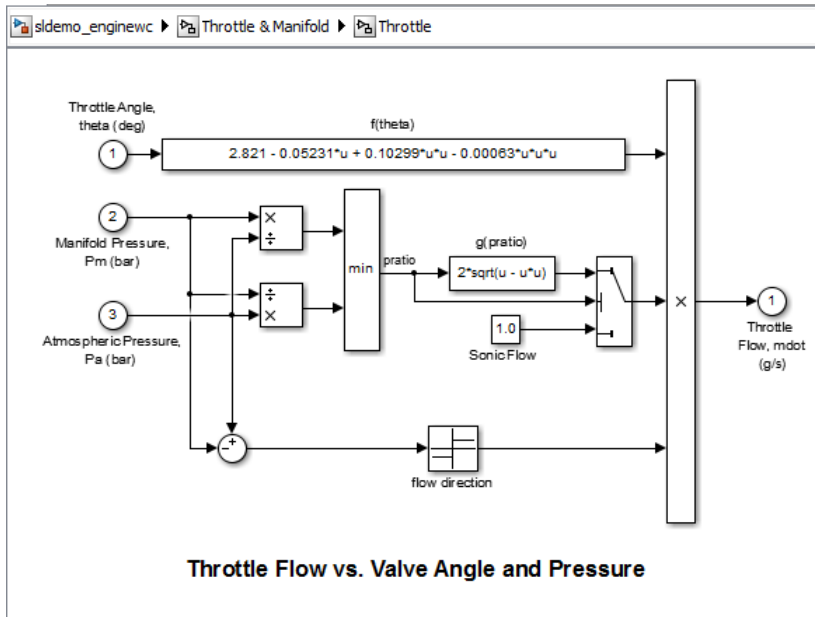 sldemo_enginewc Throttle & Manifold Throttle
Throttle Angle,
theta (deg)
1
f(theta)
2.821 - 0.05231*u + 0.10299*u*u - 0.00063*u*u*u
2
Manifold Pressure,
Pm (bar)
×
÷
÷
×
min
pratio
g(pratio)
2*sqrt(u - u*u)
1.0
Sonic Flow
3
Atmospheric Pressure,
Pa (bar)
×
1
Throttle
Flow, mdot
(g/s)
+
-
flow direction
Throttle Flow vs. Valve Angle and Pressure